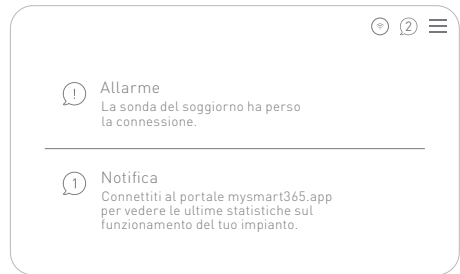 2
!
Allarme
La sonda del soggiorno ha perso
la connessione.
1
Notifica
Connettiti al portale mysmart365.app
per vedere le ultime statistiche sul
funzionamento del tuo impianto.